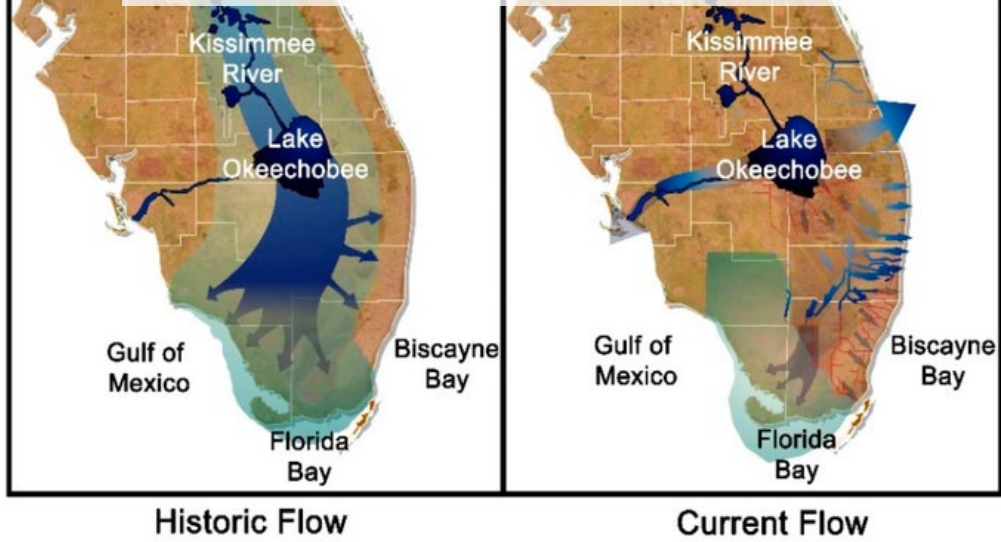 Kissimmee
River
Lake
Okeechobee
Gulf of
Mexico
Biscayne
Bay
Florida
Bay
Historic Flow
Kissimmee
River
Lake
Okeechobee
Gulf of
Mexico
Biscayne
Bay
Florida
Bay
Current Flow